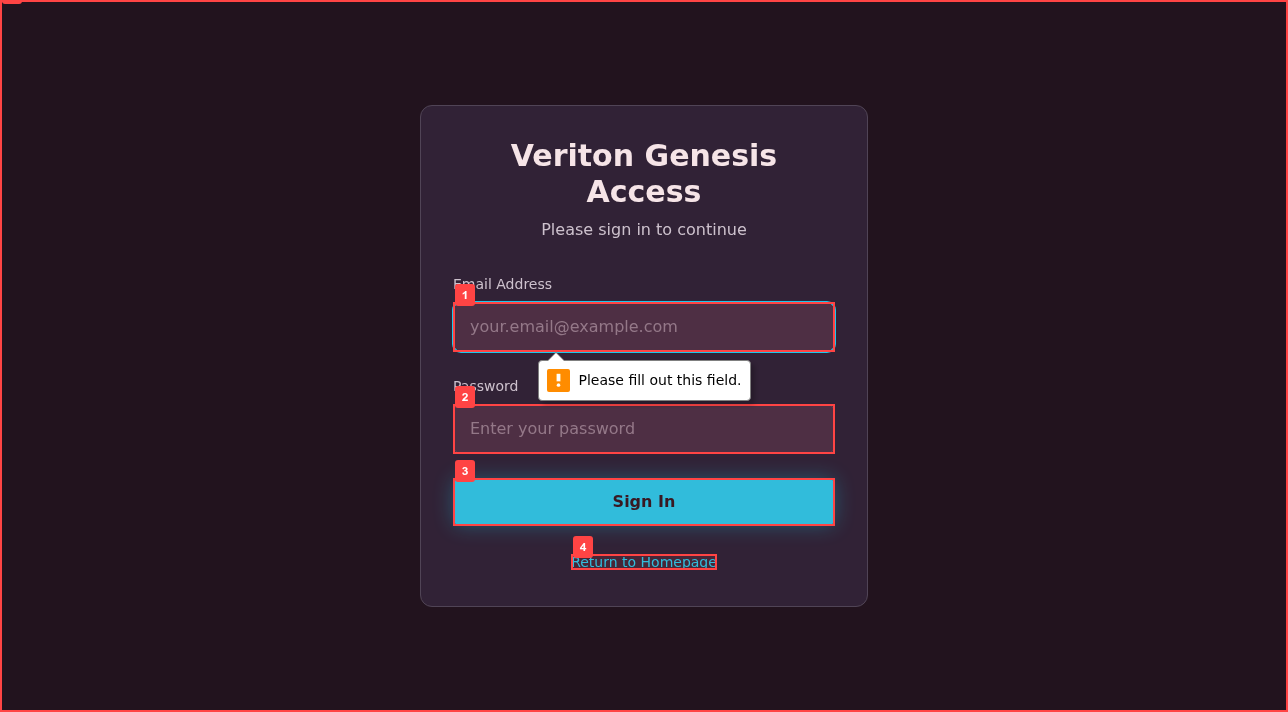 Veriton Genesis
Access
Please sign in to continue
Email Address
1
your.email@example.com
! Please fill out this field.
Password
2
Enter your password
3
Sign In
4
Return to Homepage